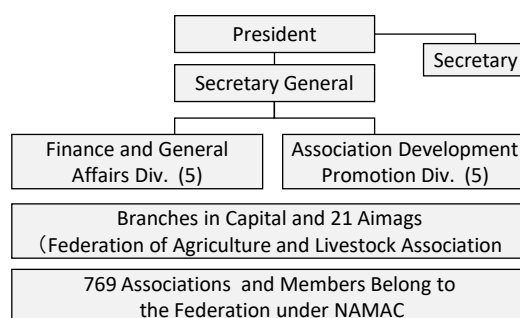 President
Secretary
Secretary General
Finance and General
Affairs Div. (5)
Association Development
Promotion Div. (5)
Branches in Capital and 21 Aimags
（Federation of Agriculture and Livestock Association
769 Associations and Members Belong to
the Federation under NAMAC